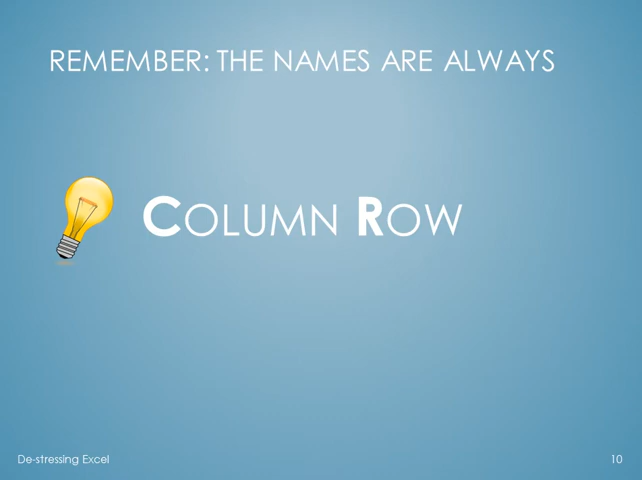 REMEMBER: THE NAMES ARE ALWAYS
COLUMN ROW
De-stressing Excel
10